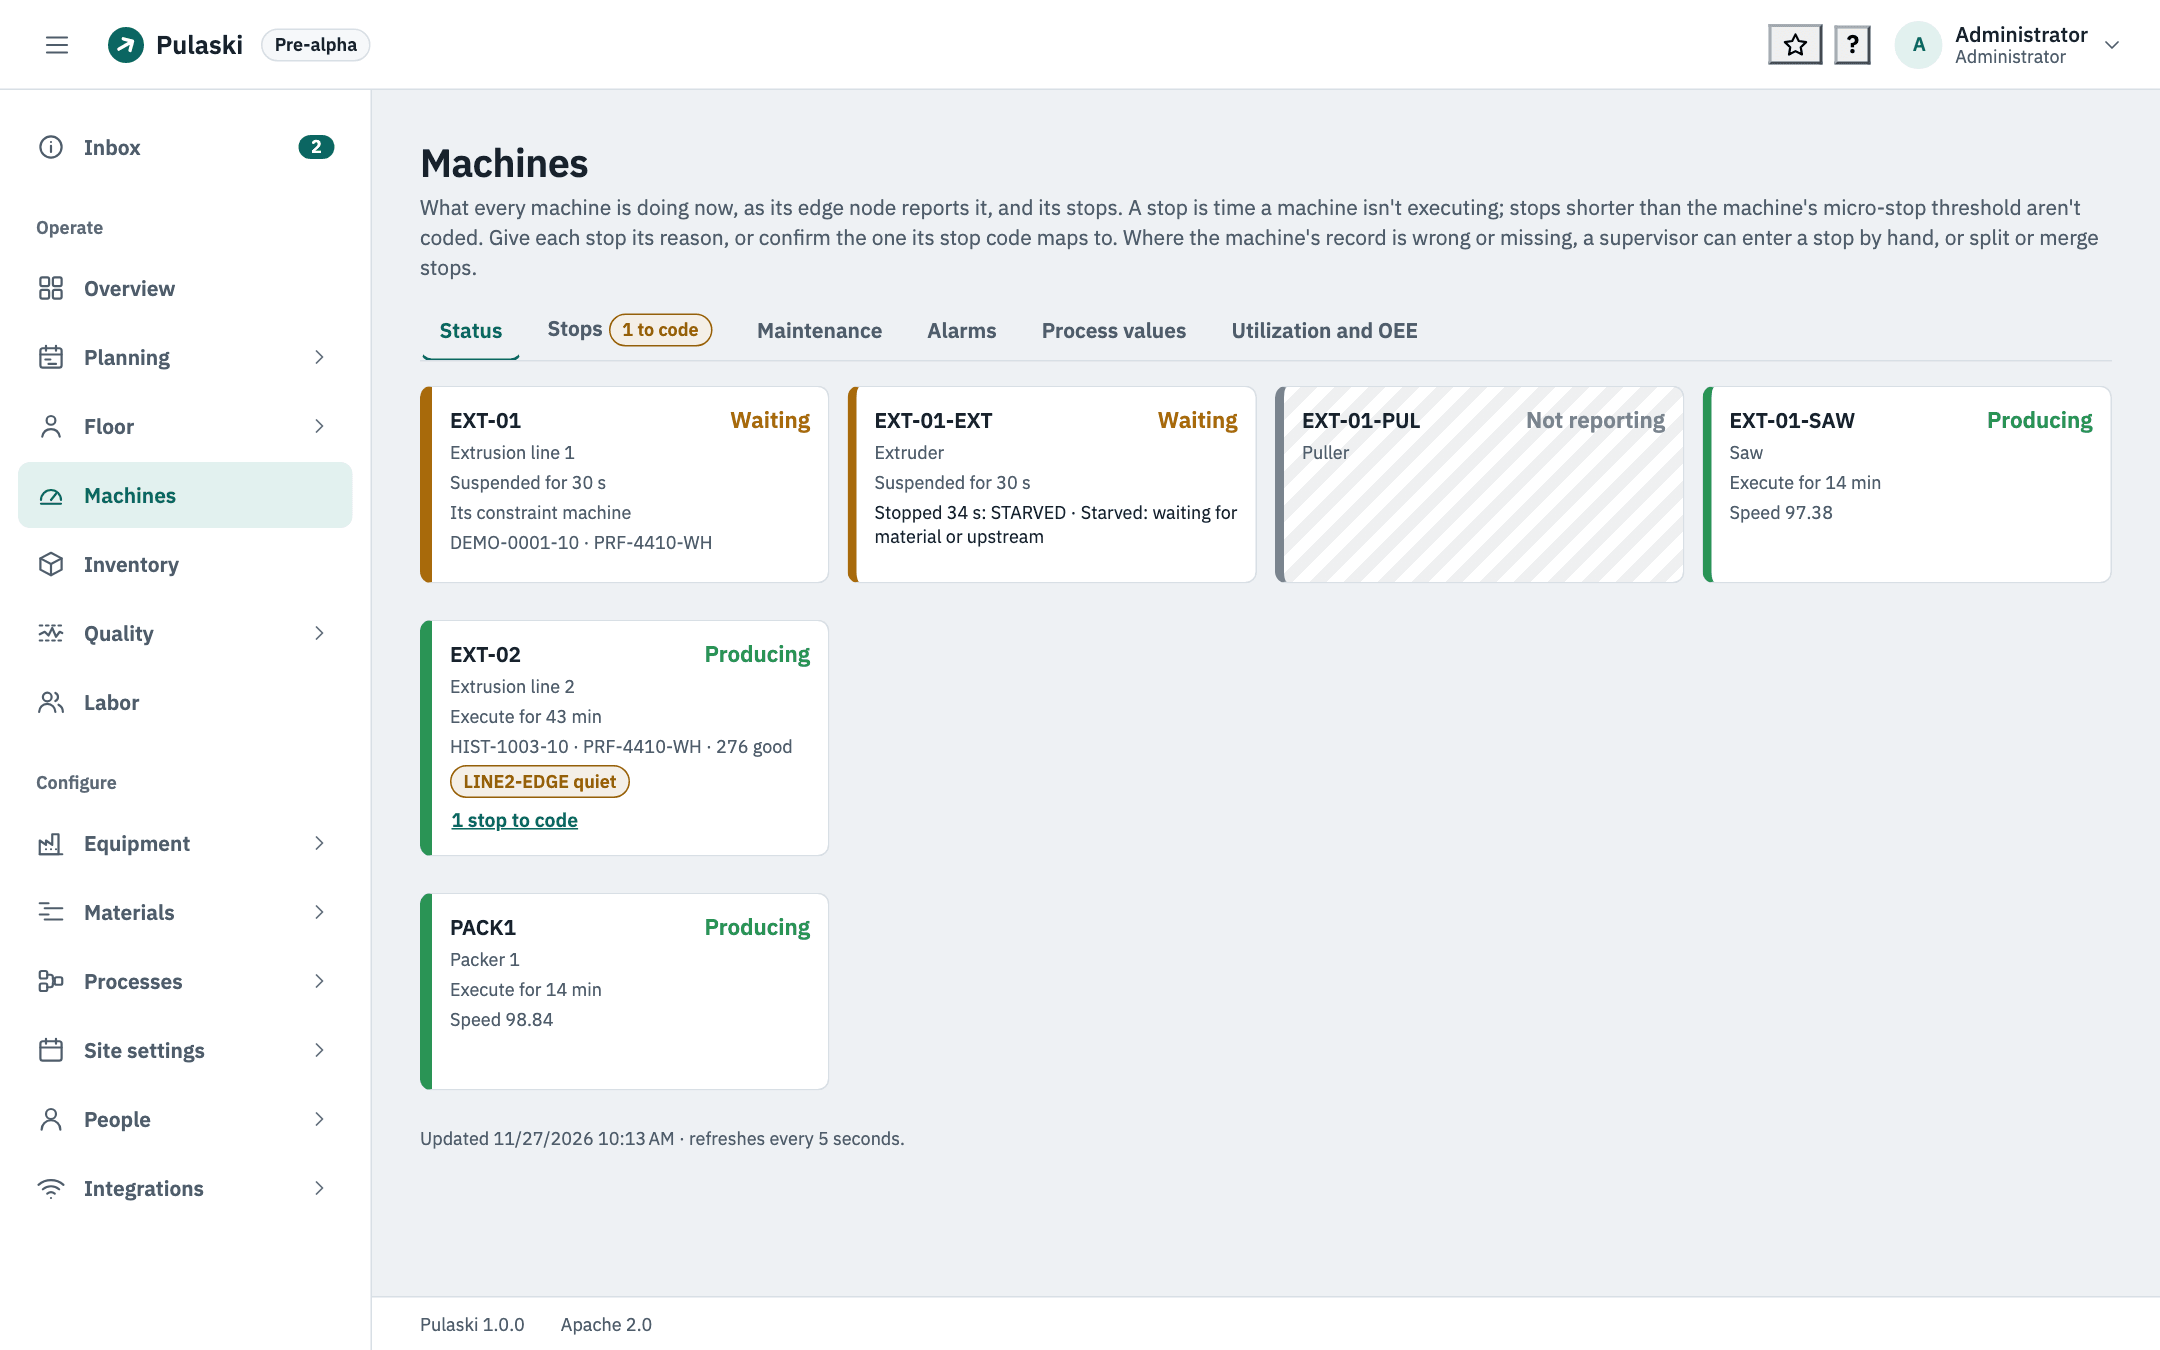 Pulaski
Pre-alpha
?
A
Administrator
Administrator
Inbox
2
Operate
Overview
Planning
Floor
Machines
Inventory
Quality
Labor
Configure
Equipment
Materials
Processes
Site settings
People
Integrations
Machines
What every machine is doing now, as its edge node reports it, and its stops. A stop is time a machine isn't executing; stops shorter than the machine's micro-stop threshold aren't
coded. Give each stop its reason, or confirm the one its stop code maps to. Where the machine's record is wrong or missing, a supervisor can enter a stop by hand, or split or merge
stops.
Status
Stops 1 to code
Maintenance
Alarms
Process values
Utilization and OEE
EXT-01
Waiting
Extrusion line 1
Suspended for 30 s
Its constraint machine
DEMO-0001-10 · PRF-4410-WH
EXT-01-EXT
Waiting
Extruder
Suspended for 30 s
Stopped 34 s: STARVED · Starved: waiting for
material or upstream
EXT-01-PUL
Not reporting
Puller
EXT-01-SAW
Producing
Saw
Execute for 14 min
Speed 97.38
EXT-02
Producing
Extrusion line 2
Execute for 43 min
HIST-1003-10 · PRF-4410-WH · 276 good
LINE2-EDGE quiet
1 stop to code
PACK1
Producing
Packer 1
Execute for 14 min
Speed 98.84
Updated 11/27/2026 10:13 AM · refreshes every 5 seconds.
Pulaski 1.0.0
Apache 2.0